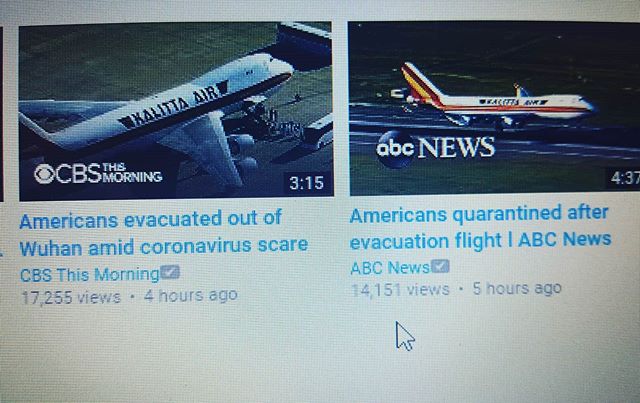 KALITTA AIR
CBS THIS MORNING
3:15
Americans evacuated out of
Wuhan amid coronavirus scare
CBS This Morning
17,255 views • 4 hours ago
KALITTA AIR
abc NEWS
4:37
Americans quarantined after
evacuation flight | ABC News
ABC News
14,151 views • 5 hours ago